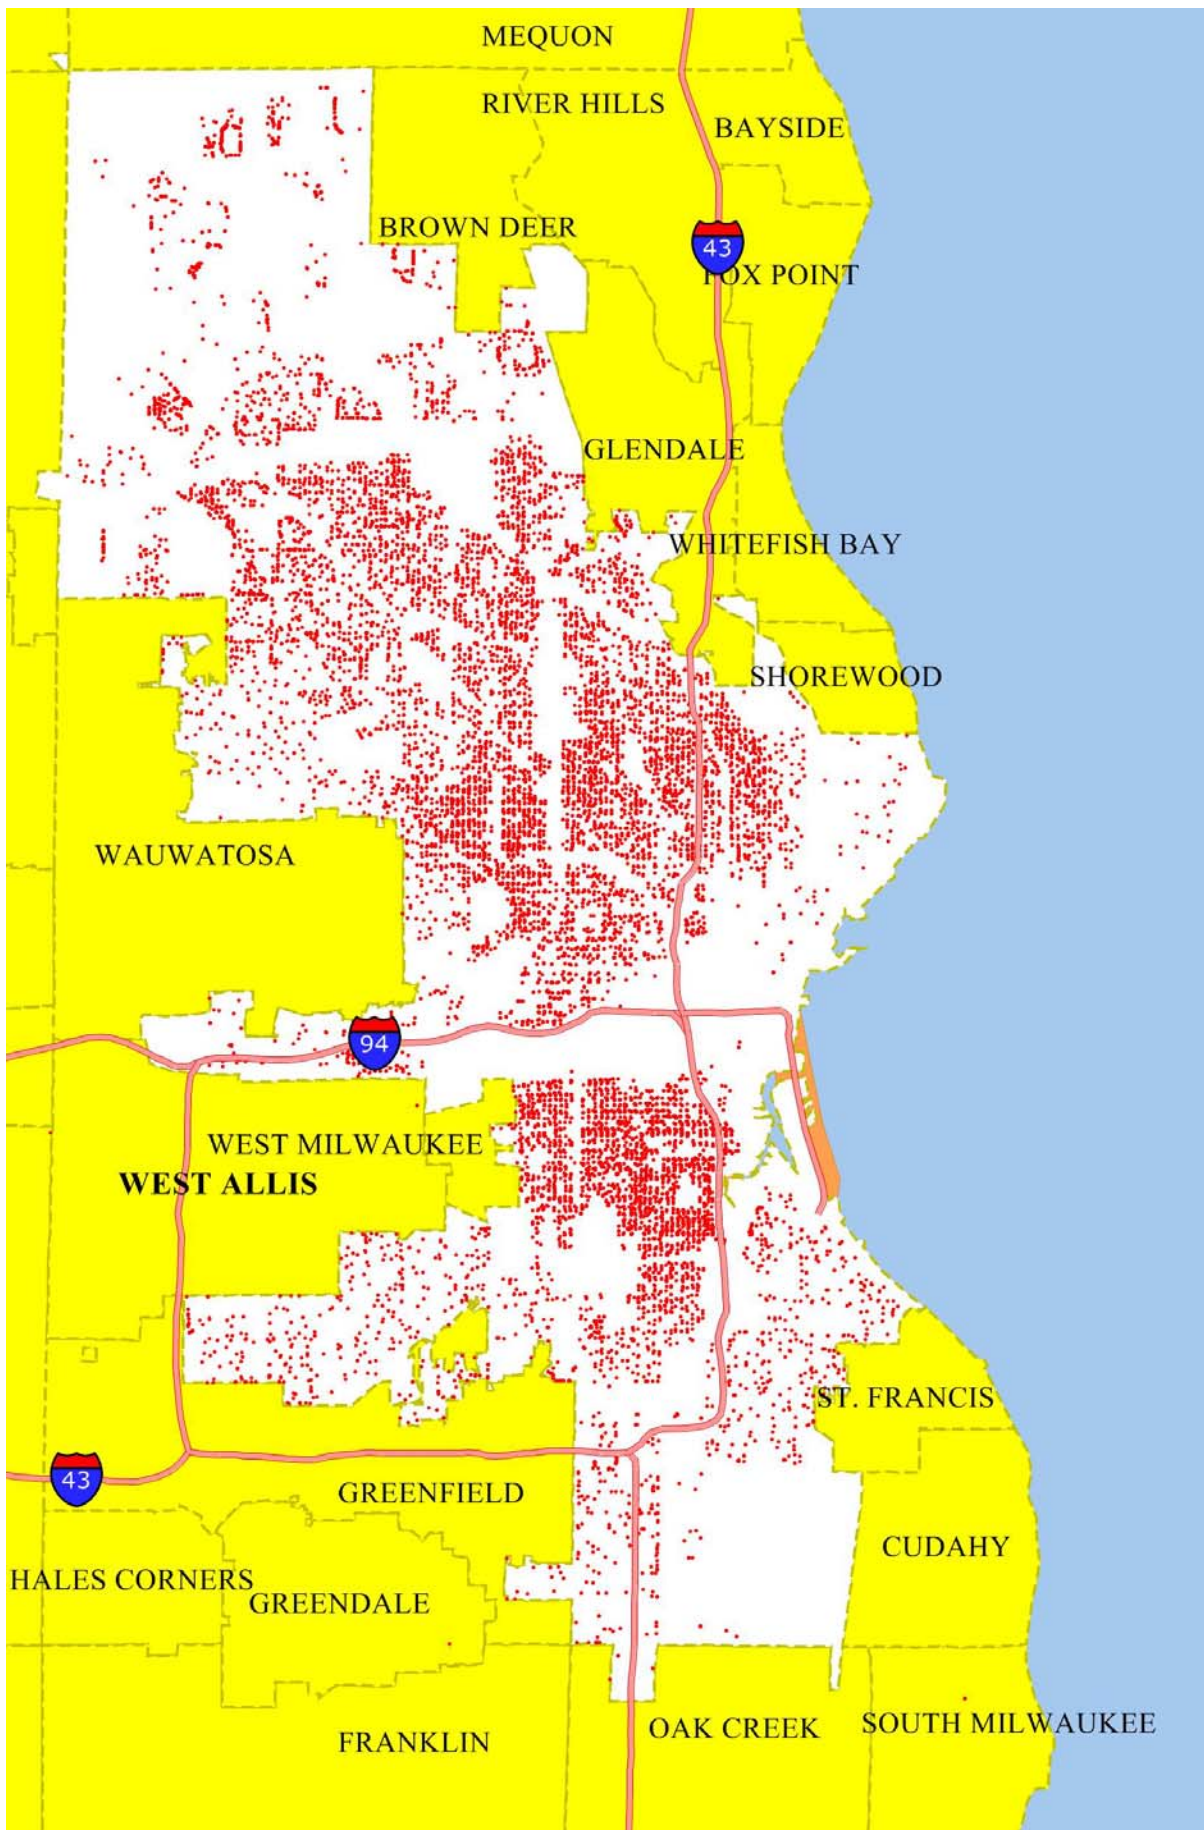 MEQUON
RIVER HILLS
BAYSIDE
BROWN DEER
43
FOX POINT
GLENDALE
WHITEFISH BAY
SHOREWOOD
WAUWATOSA
94
WEST MILWAUKEE
WEST ALLIS
ST. FRANCIS
43
GREENFIELD
CUDAHY
HALES CORNERS
GREENDALE
SOUTH MILWAUKEE
OAK CREEK
FRANKLIN